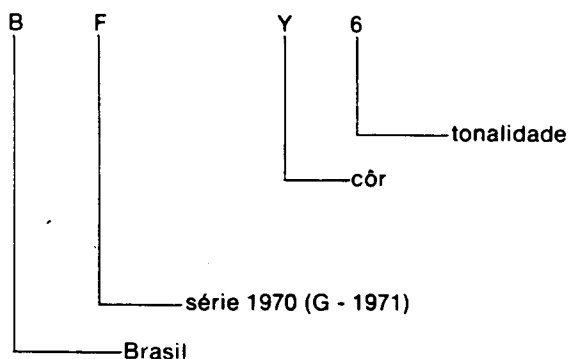 B F Y 6
tonalidade
côr
série 1970 (G - 1971)
Brasil